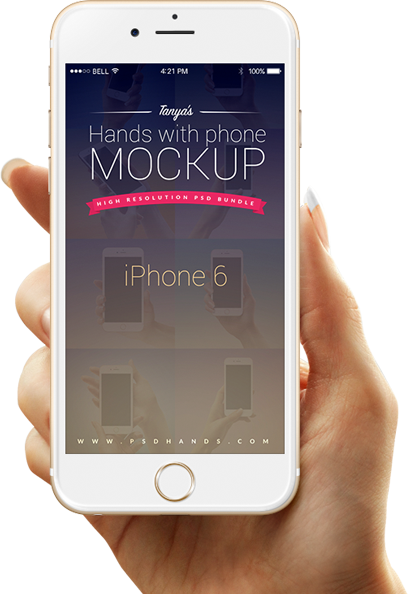 ●●●○○ BELL 4:21 PM 100%
Tanya's
Hands with phone
MOCKUP
HIGH RESOLUTION PSD BUNDLE
iPhone 6
WWW.PSDHANDS.COM